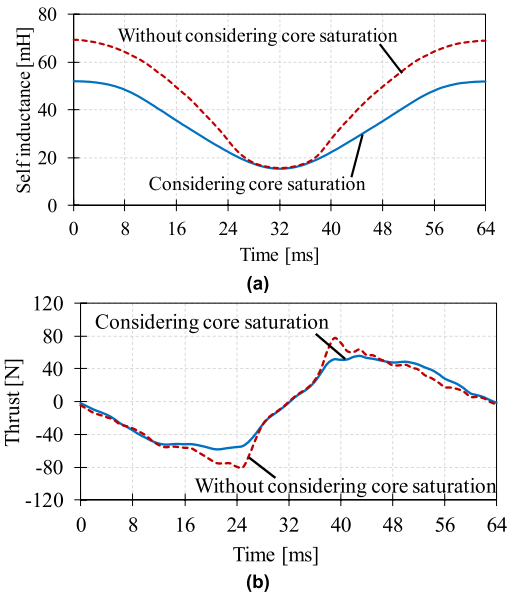 80
Without considering core saturation
60
40
20
Considering core saturation
0
Self inductance [mH]
0 8 16 24 32 40 48 56 64
Time [ms]
(a)
120
Considering core saturation
80
40
0
-40
-80
Without considering core saturation
-120
Thrust [N]
0 8 16 24 32 40 48 56 64
Time [ms]
(b)